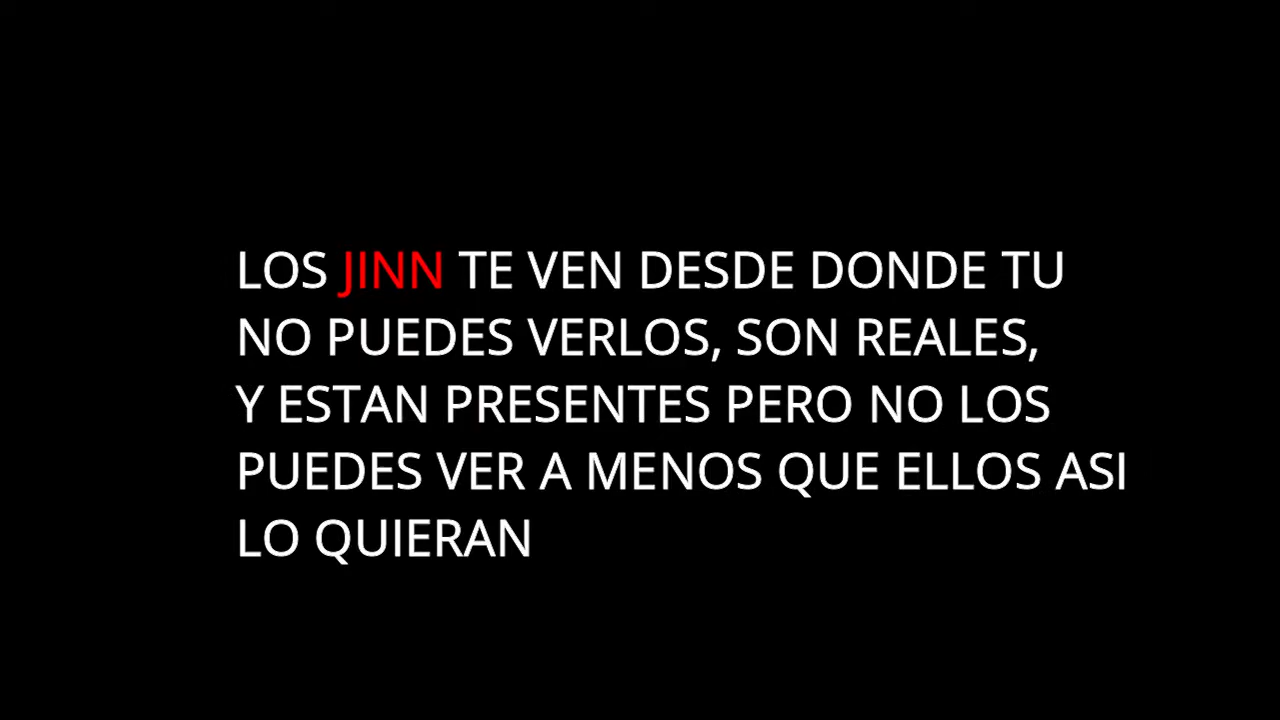 LOS JINN TE VEN DESDE DONDE TU
NO PUEDES VERLOS, SON REALES,
Y ESTAN PRESENTES PERO NO LOS
PUEDES VER A MENOS QUE ELLOS ASI
LO QUIERAN